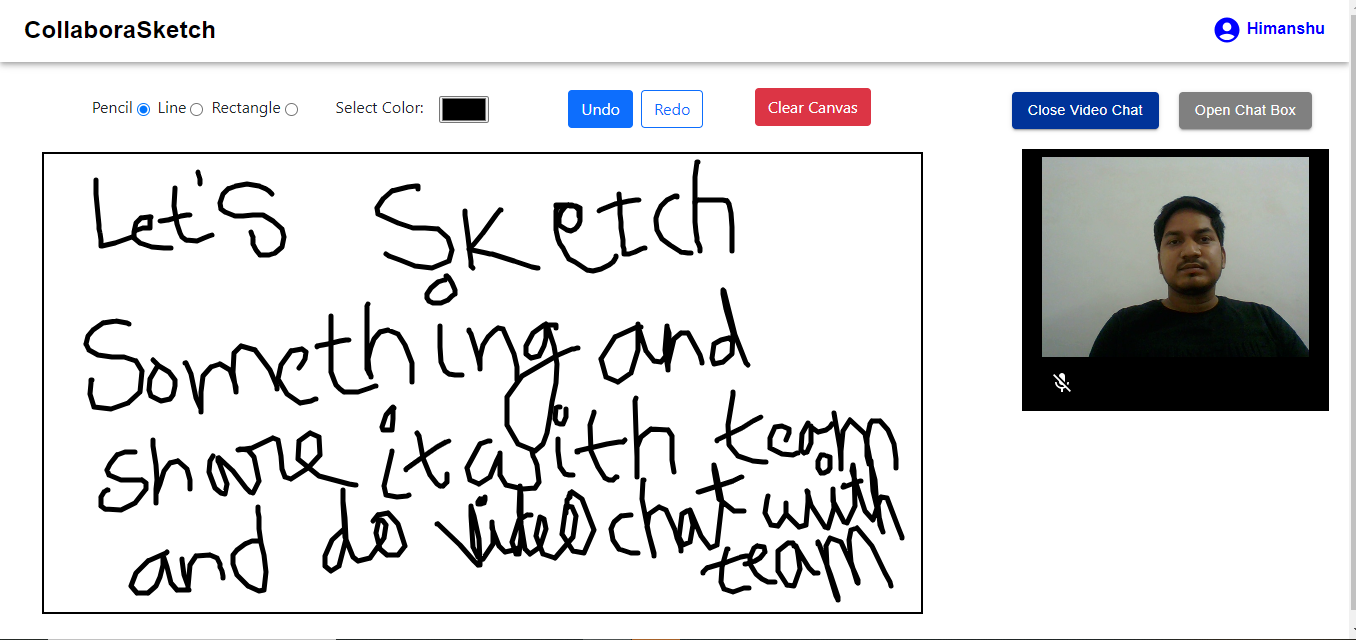 CollaboraSketch
Himanshu
Pencil Line Rectangle Select Color: Undo Redo Clear Canvas
Close Video Chat Open Chat Box
Let's Sketch
Something and
share it with team
and do video chat with
team